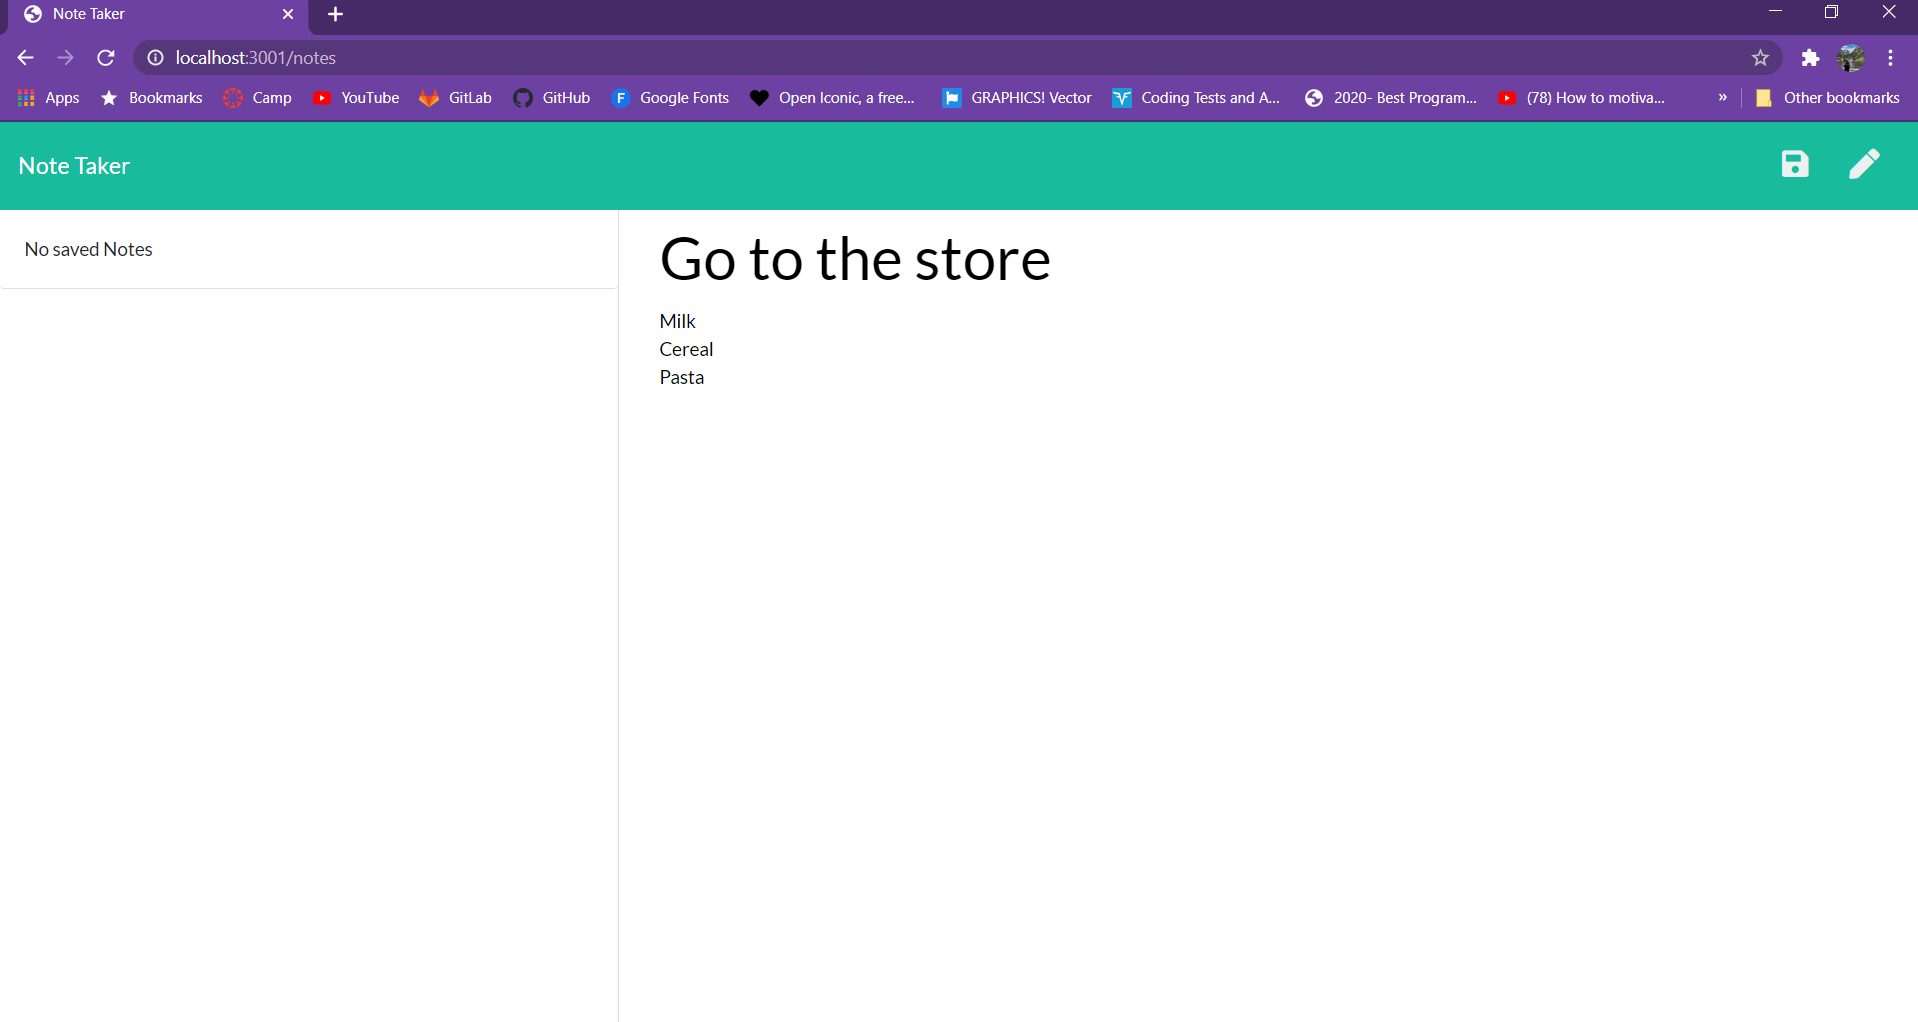 Note Taker
localhost:3001/notes
Apps Bookmarks Camp YouTube GitLab GitHub Google Fonts Open Iconic, a free... GRAPHICS! Vector Coding Tests and A... 2020- Best Program... (78) How to motiva... » Other bookmarks
Note Taker
No saved Notes
Go to the store
Milk
Cereal
Pasta